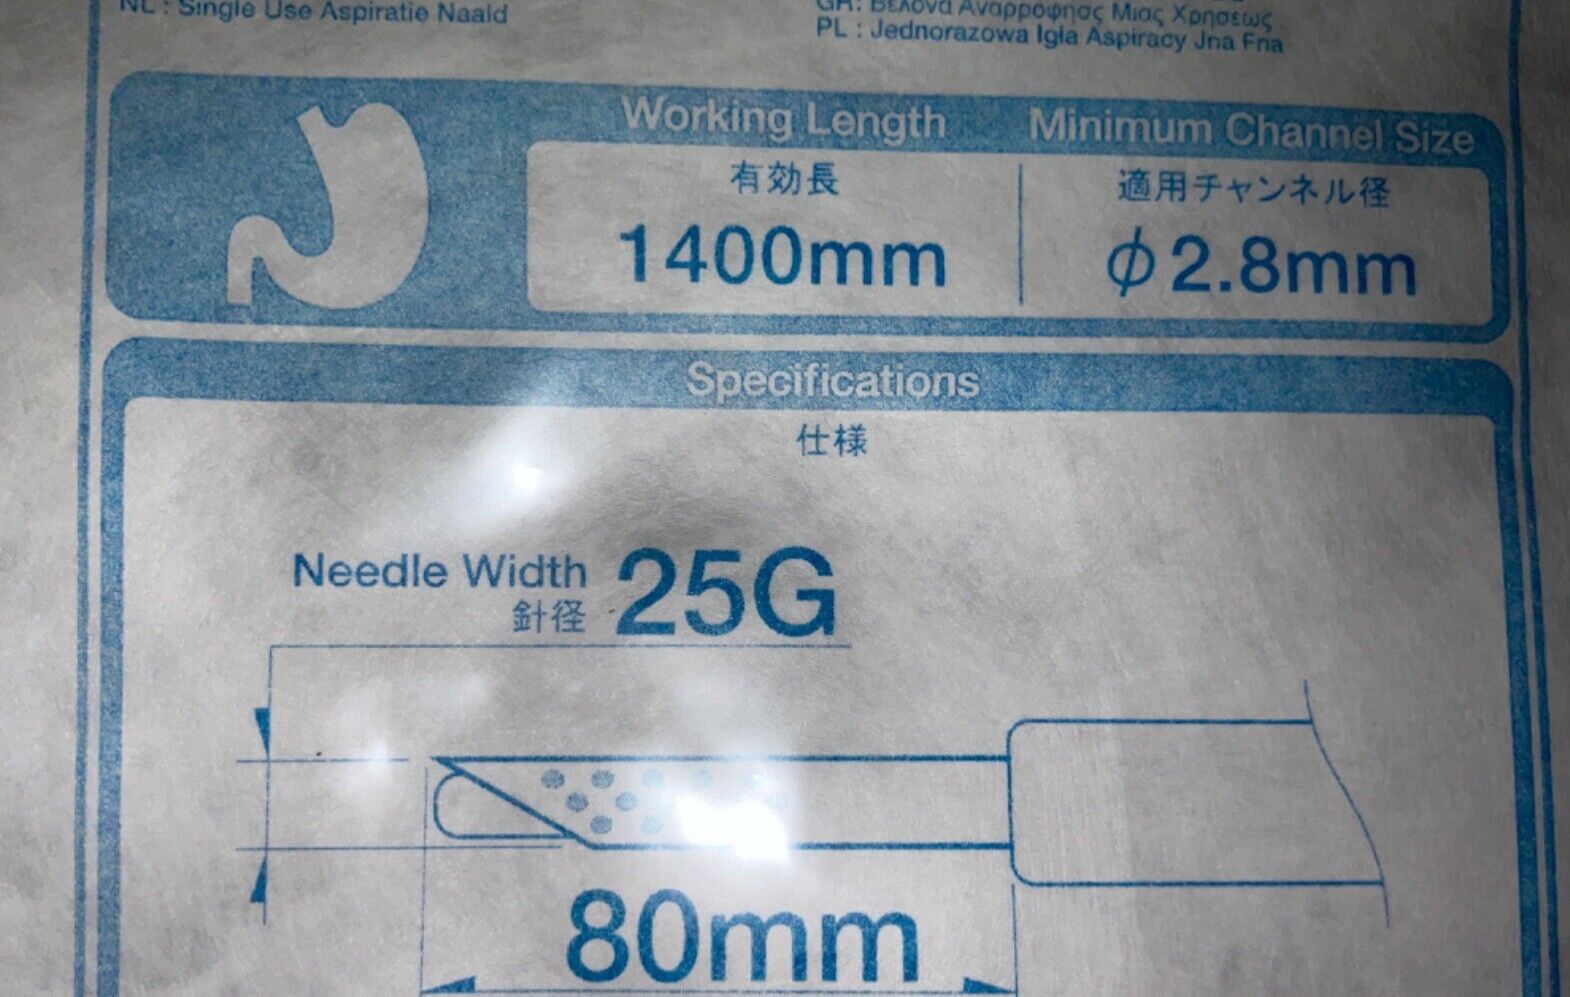 NL : Single Use Aspiratie Naald
GR: Βελόνα Αναρρόφησς Μιας Χρησεως
PL : Jednorazowa Igła Aspiracy Jna Fna
Working Length
Minimum Channel Size
有効長
適用チャンネル径
1400mm
φ2.8mm
Specifications
仕様
Needle Width 25G
針径
80mm